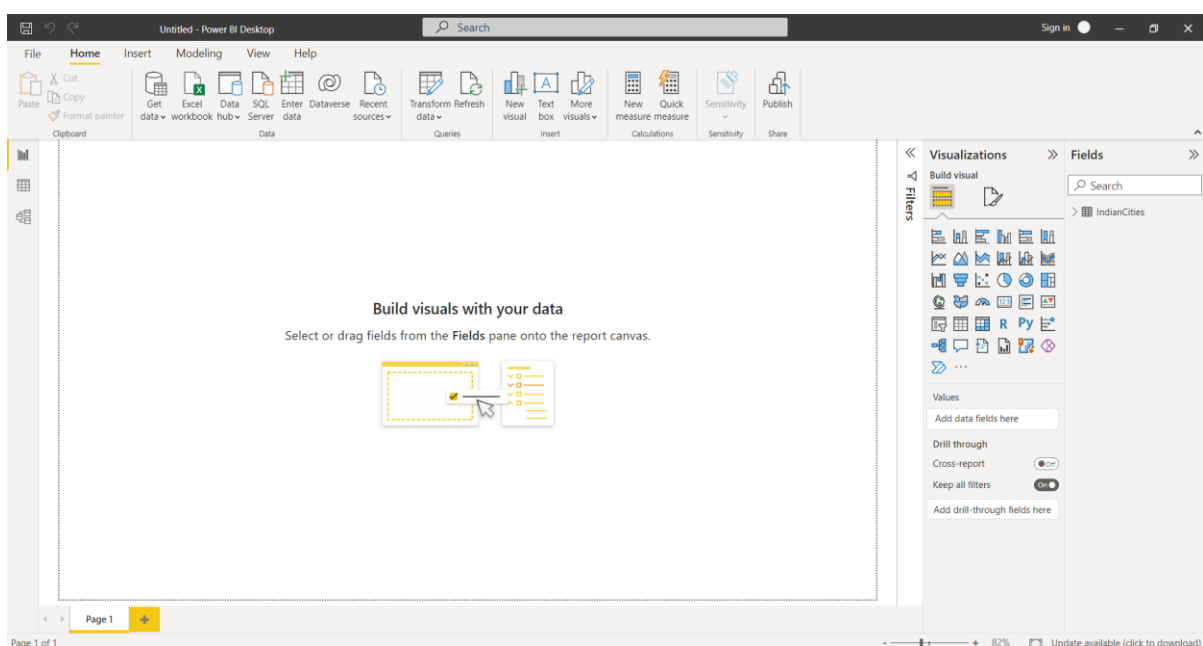 Untitled - Power BI Desktop
Search
Sign in
File Home Insert Modeling View Help
Paste
Cut
Copy
Format painter
Clipboard
Get data
Excel workbook
Data hub
SQL Server
Enter data
Dataverse
Recent sources
Data
Transform data
Refresh
Queries
New visual
Text box
More visuals
Insert
New measure
Quick measure
Calculations
Sensitivity
Sensitivity
Publish
Share
Filters
Visualizations
Build visual
Fields
Search
IndianCities
123
R Py
Values
Add data fields here
Drill through
Cross-report Off
Keep all filters On
Add drill-through fields here
Build visuals with your data
Select or drag fields from the Fields pane onto the report canvas.
Page 1 +
Page 1 of 1
- + 82% Update available (click to download)